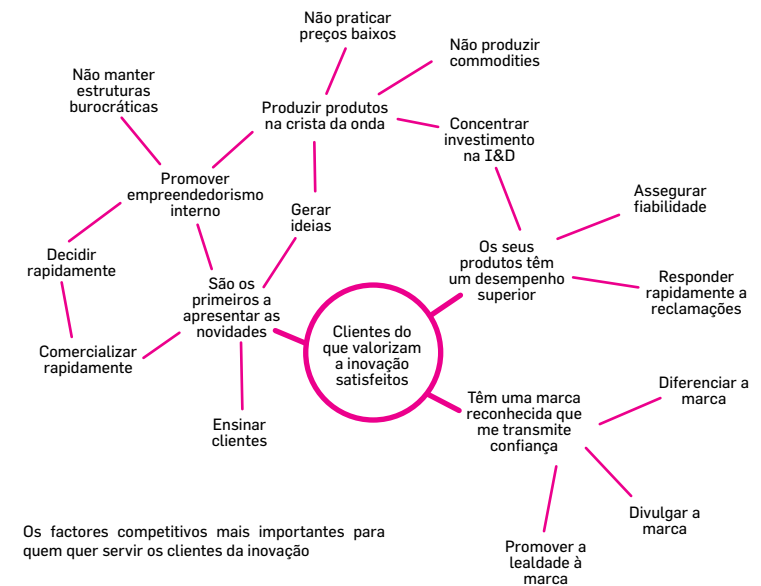 Não praticar
preços baixos
Não produzir
commodities
Não manter
estruturas
burocráticas
Produzir produtos
na crista da onda
Concentrar
investimento
na I&D
Promover
empreendedorismo
interno
Gerar
ideias
Assegurar
fiabilidade
Decidir
rapidamente
Os seus
produtos têm
um desempenho
superior
São os
primeiros a
apresentar as
novidades
Responder
rapidamente a
reclamações
Clientes do
que valorizam
a inovação
satisfeitos
Comercializar
rapidamente
Diferenciar a
marca
Têm uma marca
reconhecida que
me transmite
confiança
Ensinar
clientes
Divulgar a
marca
Os factores competitivos mais importantes para
quem quer servir os clientes da inovação
Promover a
lealdade à
marca